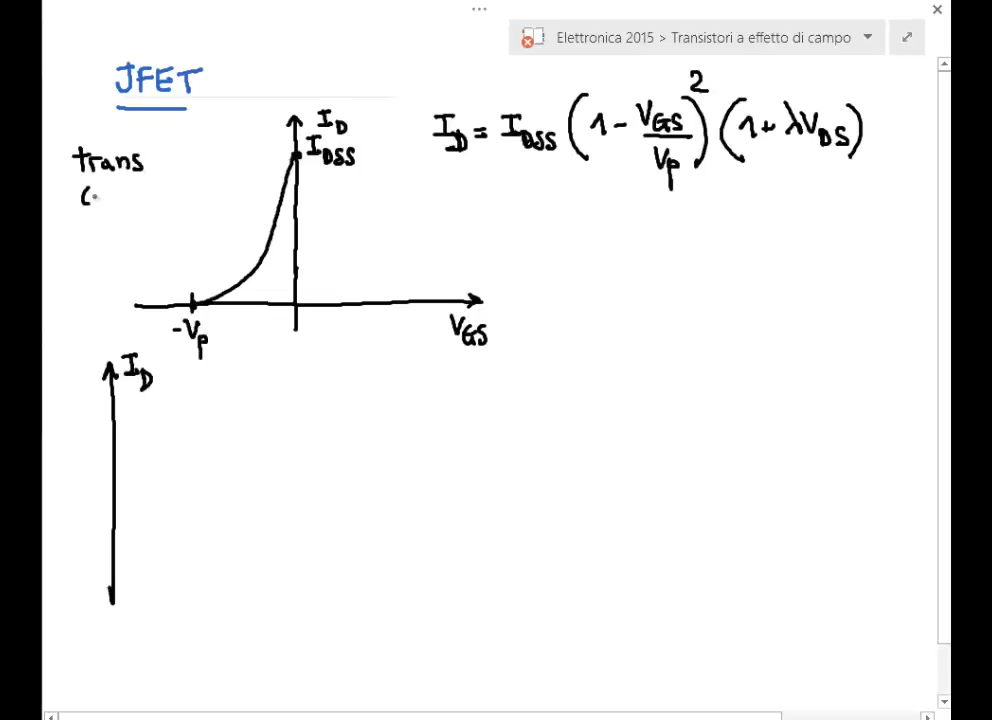 Elettronica 2015 > Transistori a effetto di campo
JFET
I_D = I_DSS (1 - V_GS/V_p)^2 (1 + λV_DS)
I_D
I_DSS
trans
(
-V_p
V_GS
I_D